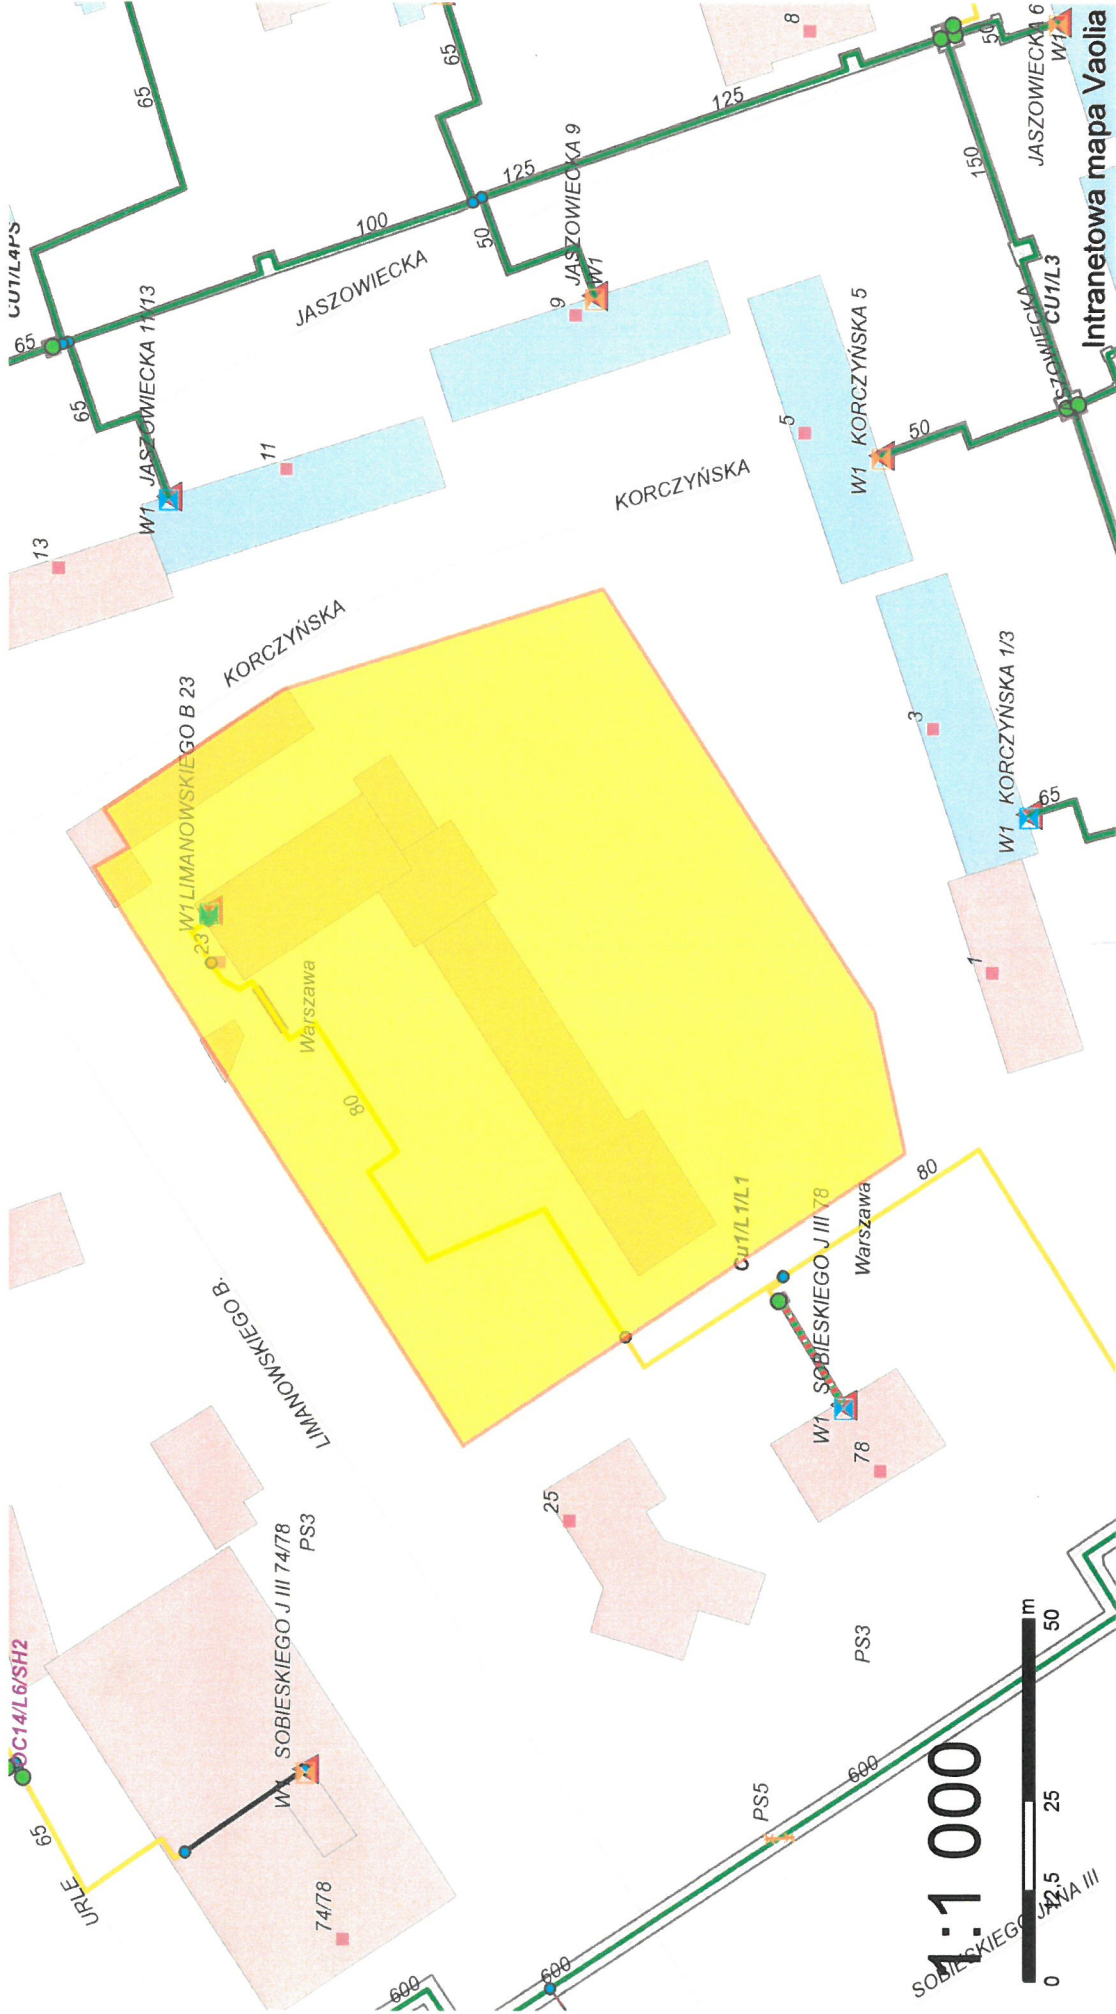 8
65
65
125
50
JASZOWIECKA 6
W1
Intranetowa mapa Vaolia
150
JASZOWIECKA 9
125
W1
9
50
100
JASZOWIECKA
CU1/L4PS
65
65
JASZOWIECKA 11/13
W1
11
13
KORCZYŃSKA 5
W1
5
50
CU1/L3
KORCZYŃSKA
KORCZYŃSKA
W1 LIMANOWSKIEGO B 23
23
Warszawa
80
3
KORCZYŃSKA 1/3
W1
65
1
Cu1/L1/L1
80
Warszawa
SOBIESKIEGO J III 78
W1
78
LIMANOWSKIEGO B.
25
SOBIESKIEGO J III 74/78
W1
PS3
PS3
OC14/L6/SH2
65
URLE
74/78
PS5
600
600
600
SOBIESKIEGO JANA III
1:1 000
0
12,5
25
50
m